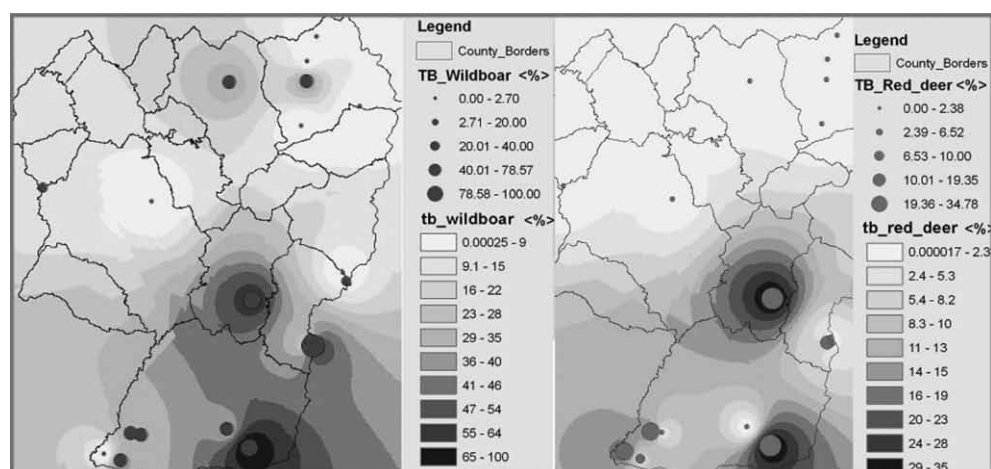 Legend
County_Borders
TB_Wildboar <%>
0.00 - 2.70
2.71 - 20.00
20.01 - 40.00
40.01 - 78.57
78.58 - 100.00
tb_wildboar <%>
0.00025 - 9
9.1 - 15
16 - 22
23 - 28
29 - 35
36 - 40
41 - 46
47 - 54
55 - 64
65 - 100
Legend
County_Borders
TB_Red_deer <%>
0.00 - 2.38
2.39 - 6.52
6.53 - 10.00
10.01 - 19.35
19.36 - 34.78
tb_red_deer <%>
0.000017 - 2.3
2.4 - 5.3
5.4 - 8.2
8.3 - 10
11 - 13
14 - 15
16 - 19
20 - 23
24 - 28
29 - 35